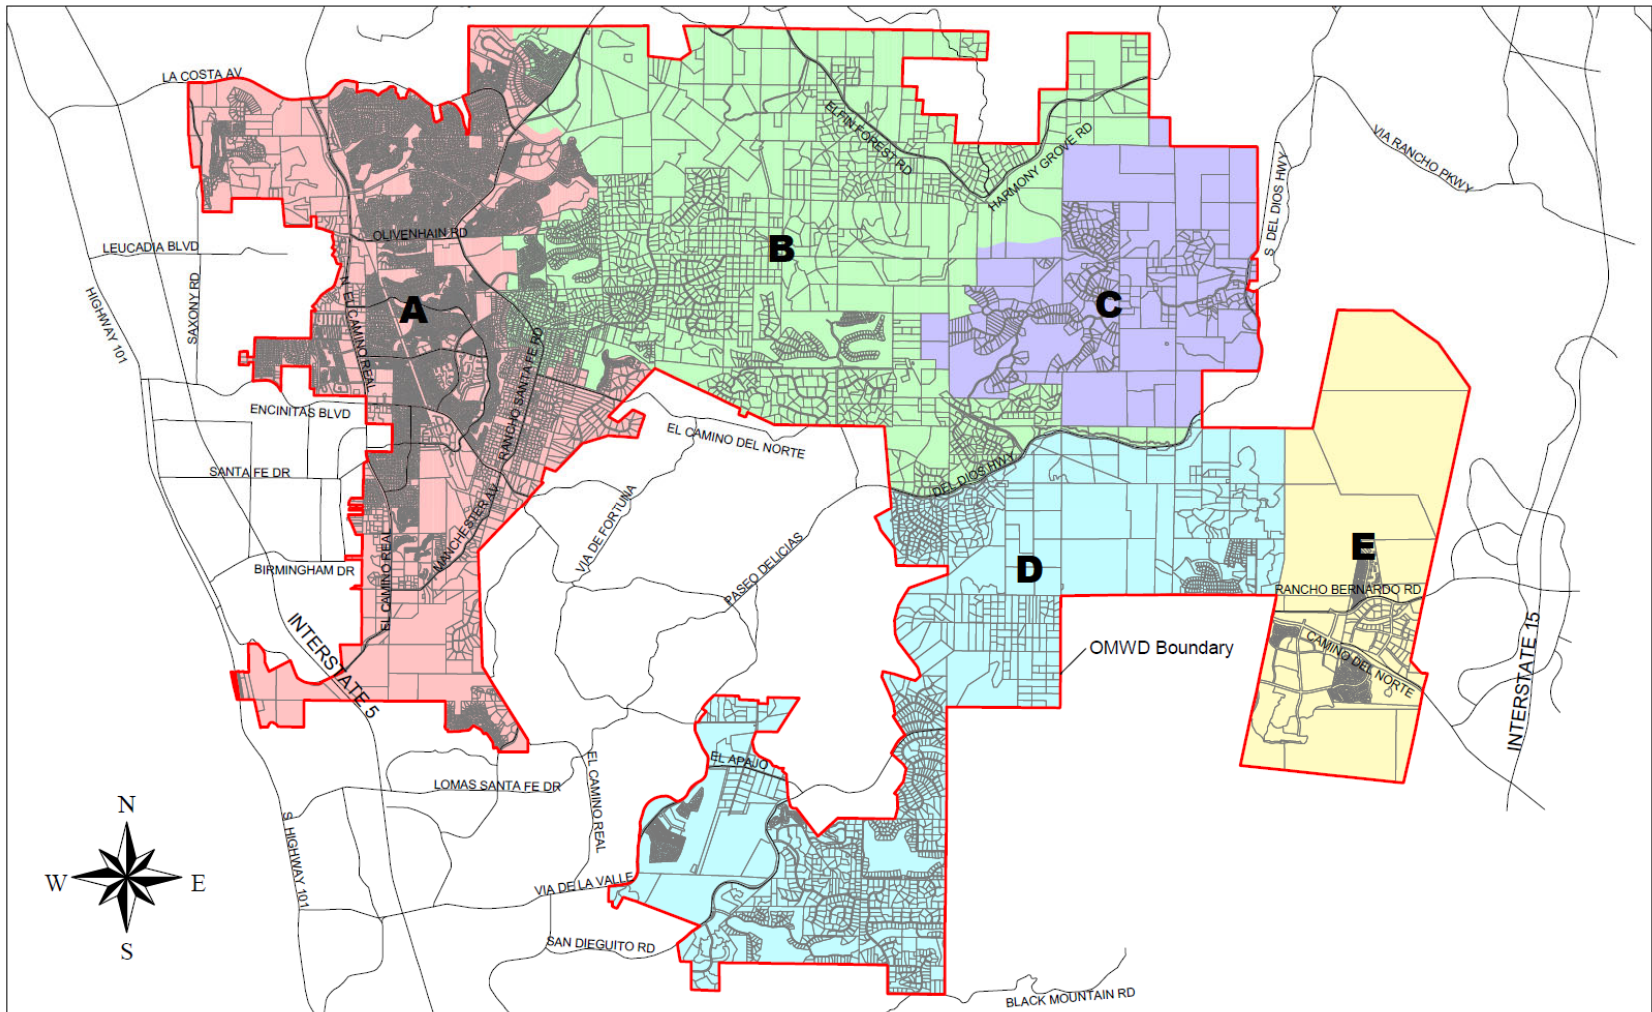 LA COSTA AV
ELFIN FOREST RD
HARMONY GROVE RD
VIA RANCHO PKWY
S. DEL DIOS HWY
LEUCADIA BLVD
OLIVENHAIN RD
B
SAXONY RD
HIGHWAY 101
N. EL CAMINO REAL
A
C
RANCHO SANTA FE RD
ENCINITAS BLVD
EL CAMINO DEL NORTE
SANTA FE DR
DEL DIOS HWY
MANCHESTER AV
VIA DE FORTUNA
PASEO DELICIAS
EL CAMINO REAL
BIRMINGHAM DR
D
E
RANCHO BERNARDO RD
INTERSTATE 5
OMWD Boundary
CAMINO DEL NORTE
INTERSTATE 15
EL APAJO
LOMAS SANTA FE DR
EL CAMINO REAL
S. HIGHWAY 101
N
W
E
S
VIA DE LA VALLE
SAN DIEGUITO RD
BLACK MOUNTAIN RD